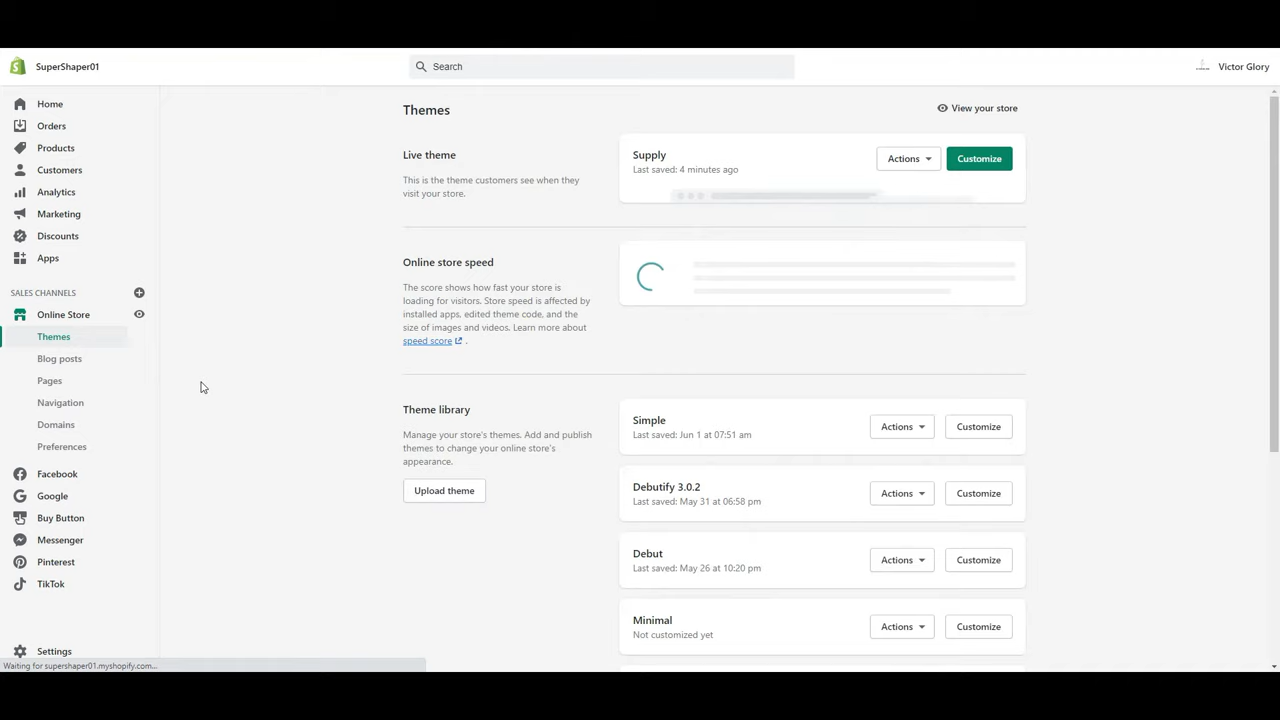 SuperShaper01
Search
Victor Glory
Home
Orders
Products
Customers
Analytics
Marketing
Discounts
Apps
SALES CHANNELS
Online Store
Themes
Blog posts
Pages
Navigation
Domains
Preferences
Facebook
Google
Buy Button
Messenger
Pinterest
TikTok
Settings
Waiting for supershaper01.myshopify.com...
Themes
View your store
Live theme
This is the theme customers see when they
visit your store.
Supply
Last saved: 4 minutes ago
Actions
Customize
Online store speed
The score shows how fast your store is
loading for visitors. Store speed is affected by
installed apps, edited theme code, and the
size of images and videos. Learn more about
speed score .
Theme library
Manage your store's themes. Add and publish
themes to change your online store's
appearance.
Upload theme
Simple
Last saved: Jun 1 at 07:51 am
Actions
Customize
Debutify 3.0.2
Last saved: May 31 at 06:58 pm
Actions
Customize
Debut
Last saved: May 26 at 10:20 pm
Actions
Customize
Minimal
Not customized yet
Actions
Customize